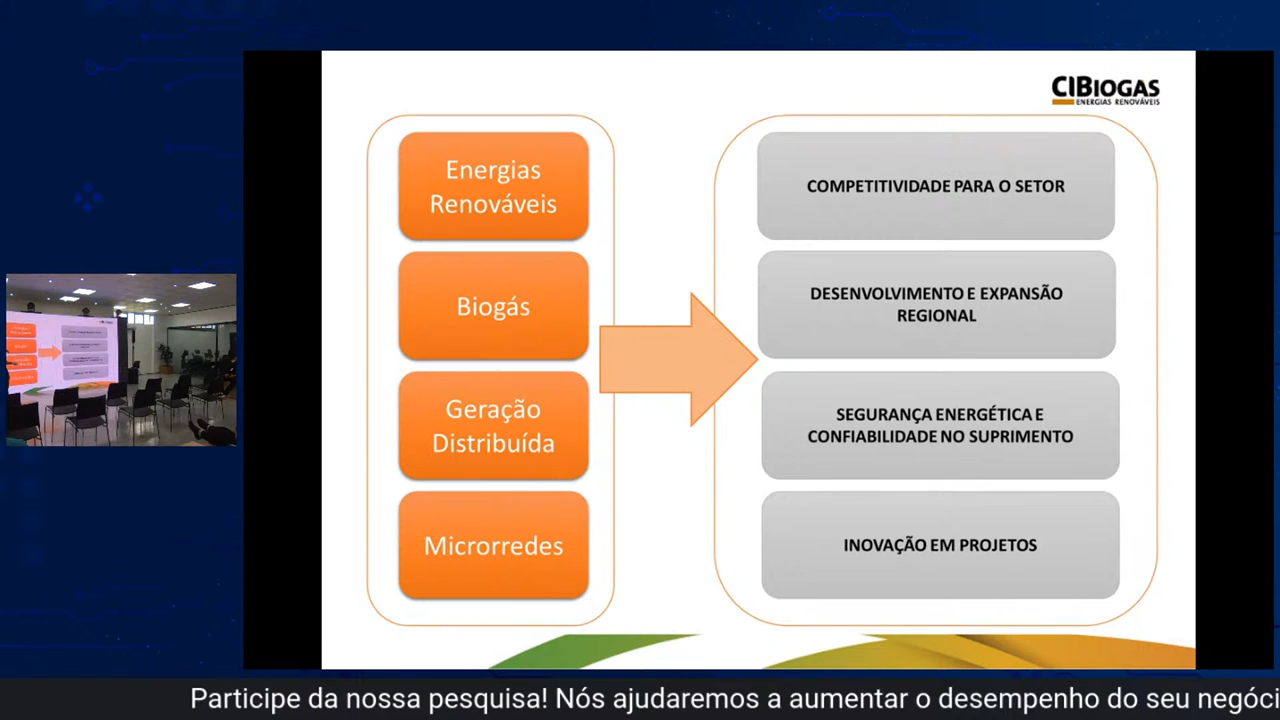 CIBIOGAS
ENERGIAS RENOVÁVEIS
Energias
Renováveis
Biogás
Geração
Distribuída
Microrredes
COMPETITIVIDADE PARA O SETOR
DESENVOLVIMENTO E EXPANSÃO
REGIONAL
SEGURANÇA ENERGÉTICA E
CONFIABILIDADE NO SUPRIMENTO
INOVAÇÃO EM PROJETOS
Participe da nossa pesquisa! Nós ajudaremos a aumentar o desempenho do seu negóci